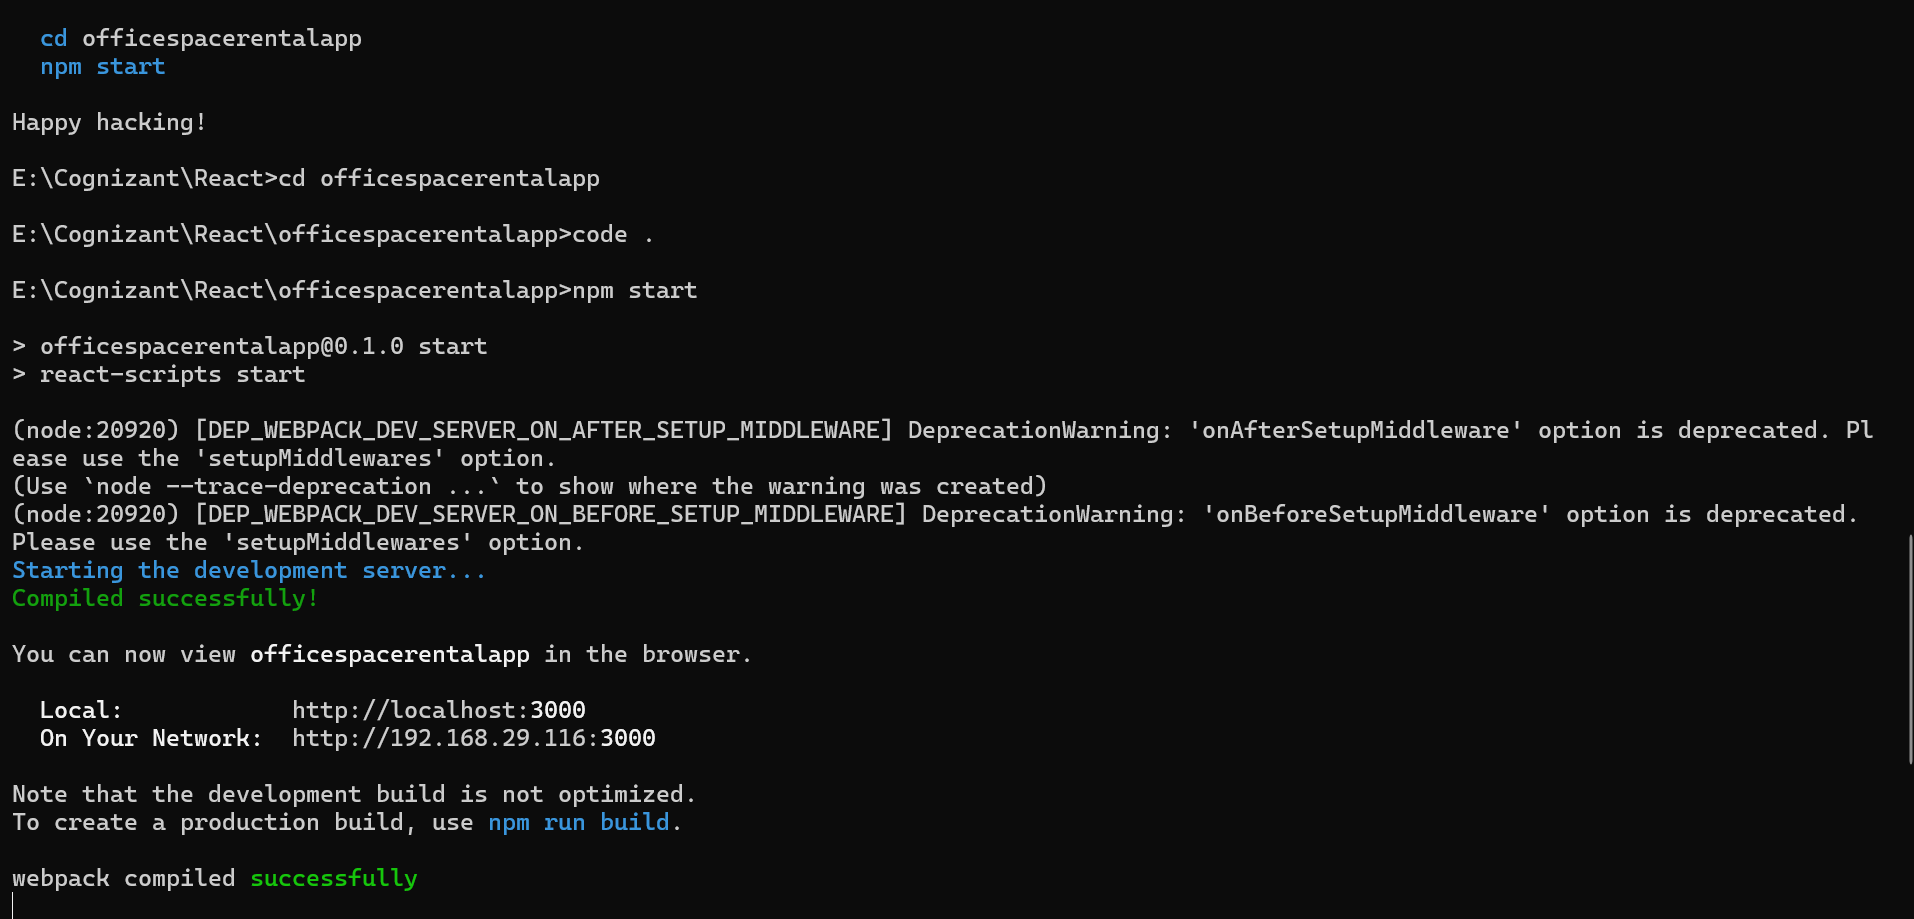 cd officespacerentalapp
npm start
Happy hacking!
E:\Cognizant\React>cd officespacerentalapp
E:\Cognizant\React\officespacerentalapp>code .
E:\Cognizant\React\officespacerentalapp>npm start
> officespacerentalapp@0.1.0 start
> react-scripts start
(node:20920) [DEP_WEBPACK_DEV_SERVER_ON_AFTER_SETUP_MIDDLEWARE] DeprecationWarning: 'onAfterSetupMiddleware' option is deprecated. Pl
ease use the 'setupMiddlewares' option.
(Use `node --trace-deprecation ...` to show where the warning was created)
(node:20920) [DEP_WEBPACK_DEV_SERVER_ON_BEFORE_SETUP_MIDDLEWARE] DeprecationWarning: 'onBeforeSetupMiddleware' option is deprecated.
Please use the 'setupMiddlewares' option.
Starting the development server...
Compiled successfully!
You can now view officespacerentalapp in the browser.
Local:            http://localhost:3000
On Your Network:  http://192.168.29.116:3000
Note that the development build is not optimized.
To create a production build, use npm run build.
webpack compiled successfully